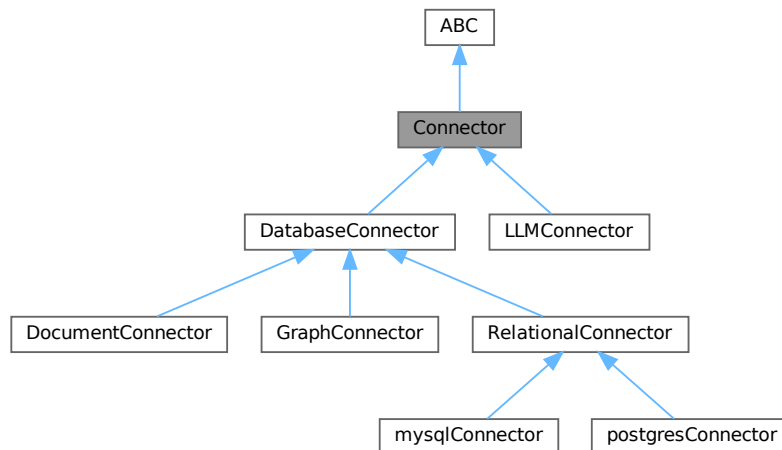 ABC
Connector
DatabaseConnector
LLMConnector
DocumentConnector
GraphConnector
RelationalConnector
mysqlConnector
postgresConnector